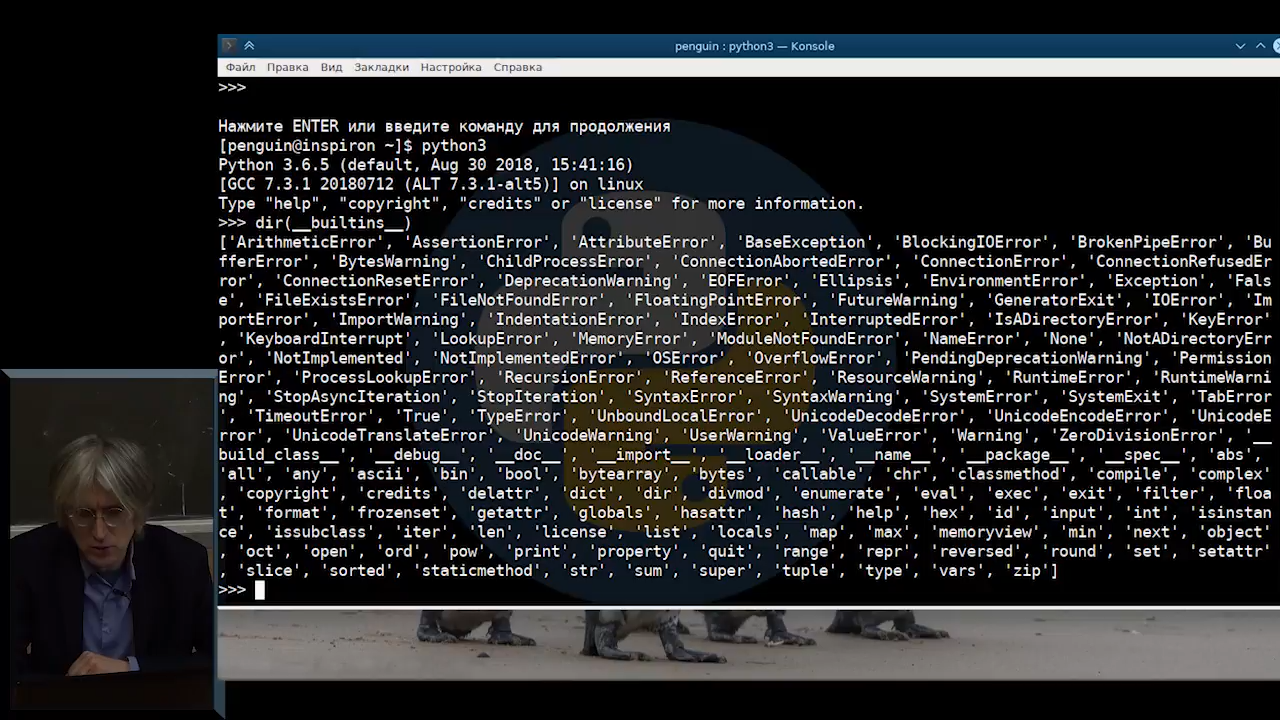 penguin : python3 — Konsole
Файл Правка Вид Закладки Настройка Справка
>>>
Нажмите ENTER или введите команду для продолжения
[penguin@inspiron ~]$ python3
Python 3.6.5 (default, Aug 30 2018, 15:41:16)
[GCC 7.3.1 20180712 (ALT 7.3.1-alt5)] on linux
Type "help", "copyright", "credits" or "license" for more information.
>>> dir(__builtins__)
['ArithmeticError', 'AssertionError', 'AttributeError', 'BaseException', 'BlockingIOError', 'BrokenPipeError', 'Bu
fferError', 'BytesWarning', 'ChildProcessError', 'ConnectionAbortedError', 'ConnectionError', 'ConnectionRefusedEr
ror', 'ConnectionResetError', 'DeprecationWarning', 'EOFError', 'Ellipsis', 'EnvironmentError', 'Exception', 'Fals
e', 'FileExistsError', 'FileNotFoundError', 'FloatingPointError', 'FutureWarning', 'GeneratorExit', 'IOError', 'Im
portError', 'ImportWarning', 'IndentationError', 'IndexError', 'InterruptedError', 'IsADirectoryError', 'KeyError'
, 'KeyboardInterrupt', 'LookupError', 'MemoryError', 'ModuleNotFoundError', 'NameError', 'None', 'NotADirectoryErr
or', 'NotImplemented', 'NotImplementedError', 'OSError', 'OverflowError', 'PendingDeprecationWarning', 'Permission
Error', 'ProcessLookupError', 'RecursionError', 'ReferenceError', 'ResourceWarning', 'RuntimeError', 'RuntimeWarni
ng', 'StopAsyncIteration', 'StopIteration', 'SyntaxError', 'SyntaxWarning', 'SystemError', 'SystemExit', 'TabError
', 'TimeoutError', 'True', 'TypeError', 'UnboundLocalError', 'UnicodeDecodeError', 'UnicodeEncodeError', 'UnicodeE
rror', 'UnicodeTranslateError', 'UnicodeWarning', 'UserWarning', 'ValueError', 'Warning', 'ZeroDivisionError', '__
build_class__', '__debug__', '__doc__', '__import__', '__loader__', '__name__', '__package__', '__spec__', 'abs',
'all', 'any', 'ascii', 'bin', 'bool', 'bytearray', 'bytes', 'callable', 'chr', 'classmethod', 'compile', 'complex'
, 'copyright', 'credits', 'delattr', 'dict', 'dir', 'divmod', 'enumerate', 'eval', 'exec', 'exit', 'filter', 'floa
t', 'format', 'frozenset', 'getattr', 'globals', 'hasattr', 'hash', 'help', 'hex', 'id', 'input', 'int', 'isinstan
ce', 'issubclass', 'iter', 'len', 'license', 'list', 'locals', 'map', 'max', 'memoryview', 'min', 'next', 'object'
, 'oct', 'open', 'ord', 'pow', 'print', 'property', 'quit', 'range', 'repr', 'reversed', 'round', 'set', 'setattr'
, 'slice', 'sorted', 'staticmethod', 'str', 'sum', 'super', 'tuple', 'type', 'vars', 'zip']
>>>